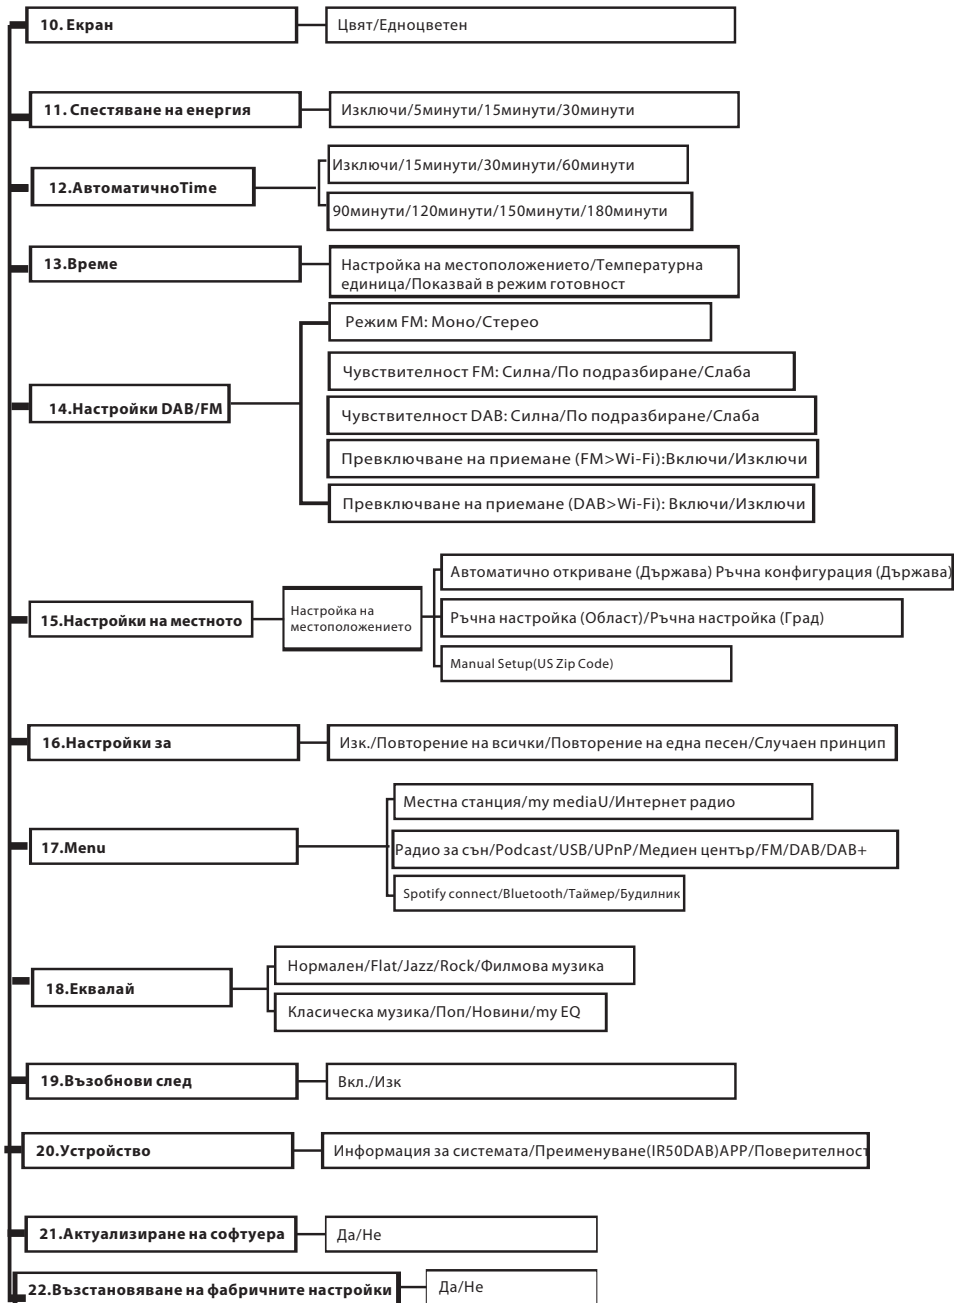 10. Екран
Цвят/Едноцветен
11. Спестяване на енергия
Изключи/5минути/15минути/30минути
12.АвтоматичноTime
Изключи/15минути/30минути/60минути
90минути/120минути/150минути/180минути
13.Време
Настройка на местоположението/Температурна
единица/Показвай в режим готовност
14.Настройки DAB/FM
Режим FM: Моно/Стерео
Чувствителност FM: Силна/По подразбиране/Слаба
Чувствителност DAB: Силна/По подразбиране/Слаба
Превключване на приемане (FM>Wi-Fi):Включи/Изключи
Превключване на приемане (DAB>Wi-Fi): Включи/Изключи
15.Настройки на местното
Настройка на
местоположението
Автоматично откриване (Държава) Ръчна конфигурация (Държава)
Ръчна настройка (Област)/Ръчна настройка (Град)
Manual Setup(US Zip Code)
16.Настройки за
Изк./Повторение на всички/Повторение на една песен/Случаен принцип
17.Menu
Местна станция/my mediaU/Интернет радио
Радио за сън/Podcast/USB/UPnP/Медиен център/FM/DAB/DAB+
Spotify connect/Bluetooth/Таймер/Будилник
18.Еквалай
Нормален/Flat/Jazz/Rock/Филмова музика
Класическа музика/Поп/Новини/my EQ
19.Възобнови след
Вкл./Изк
20.Устройство
Информация за системата/Преименуване(IR50DAB)APP/Поверителност
21.Актуализиране на софтуера
Да/Не
22.Възстановяване на фабричните настройки
Да/Не